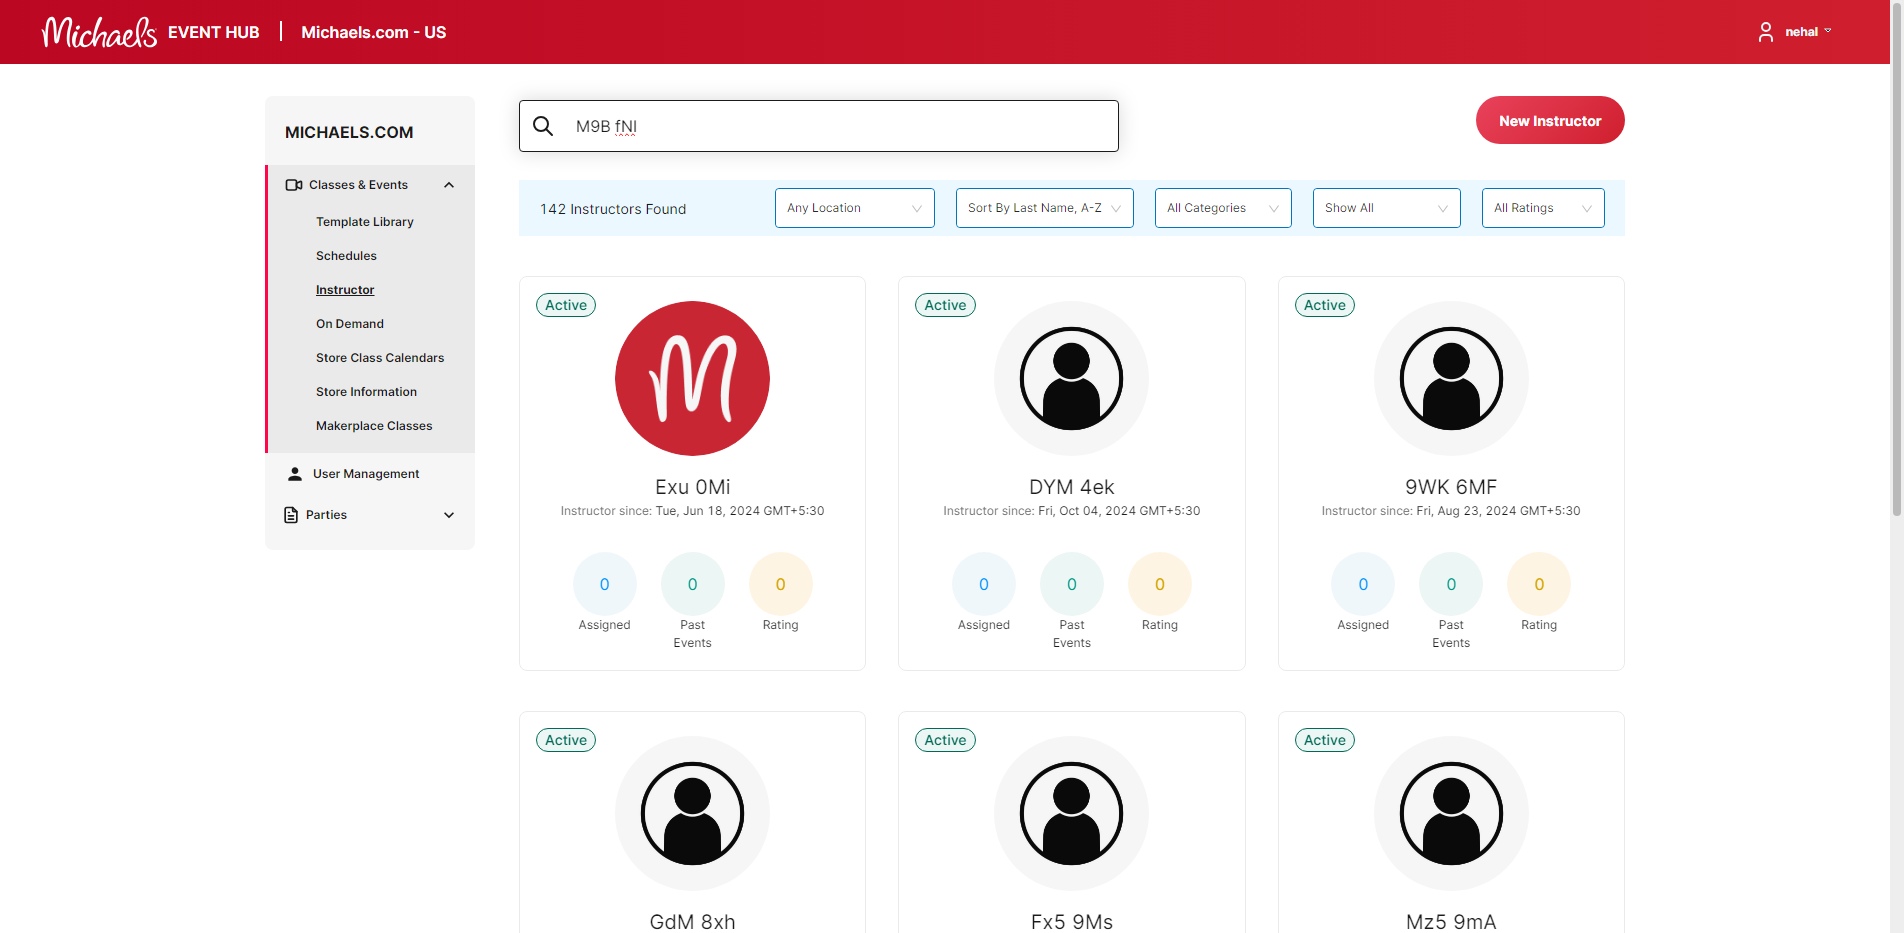 Michaels EVENT HUB Michaels.com - US nehal
MICHAELS.COM
Classes & Events
Template Library
Schedules
Instructor
On Demand
Store Class Calendars
Store Information
Makerplace Classes
User Management
Parties
M9B fNI
New Instructor
142 Instructors Found Any Location Sort By Last Name, A-Z All Categories Show All All Ratings
Active
M
Exu 0Mi
Instructor since: Tue, Jun 18, 2024 GMT+5:30
0 0 0
Assigned Past Events Rating
Active
DYM 4ek
Instructor since: Fri, Oct 04, 2024 GMT+5:30
0 0 0
Assigned Past Events Rating
Active
9WK 6MF
Instructor since: Fri, Aug 23, 2024 GMT+5:30
0 0 0
Assigned Past Events Rating
Active
GdM 8xh
Active
Fx5 9Ms
Active
Mz5 9mA